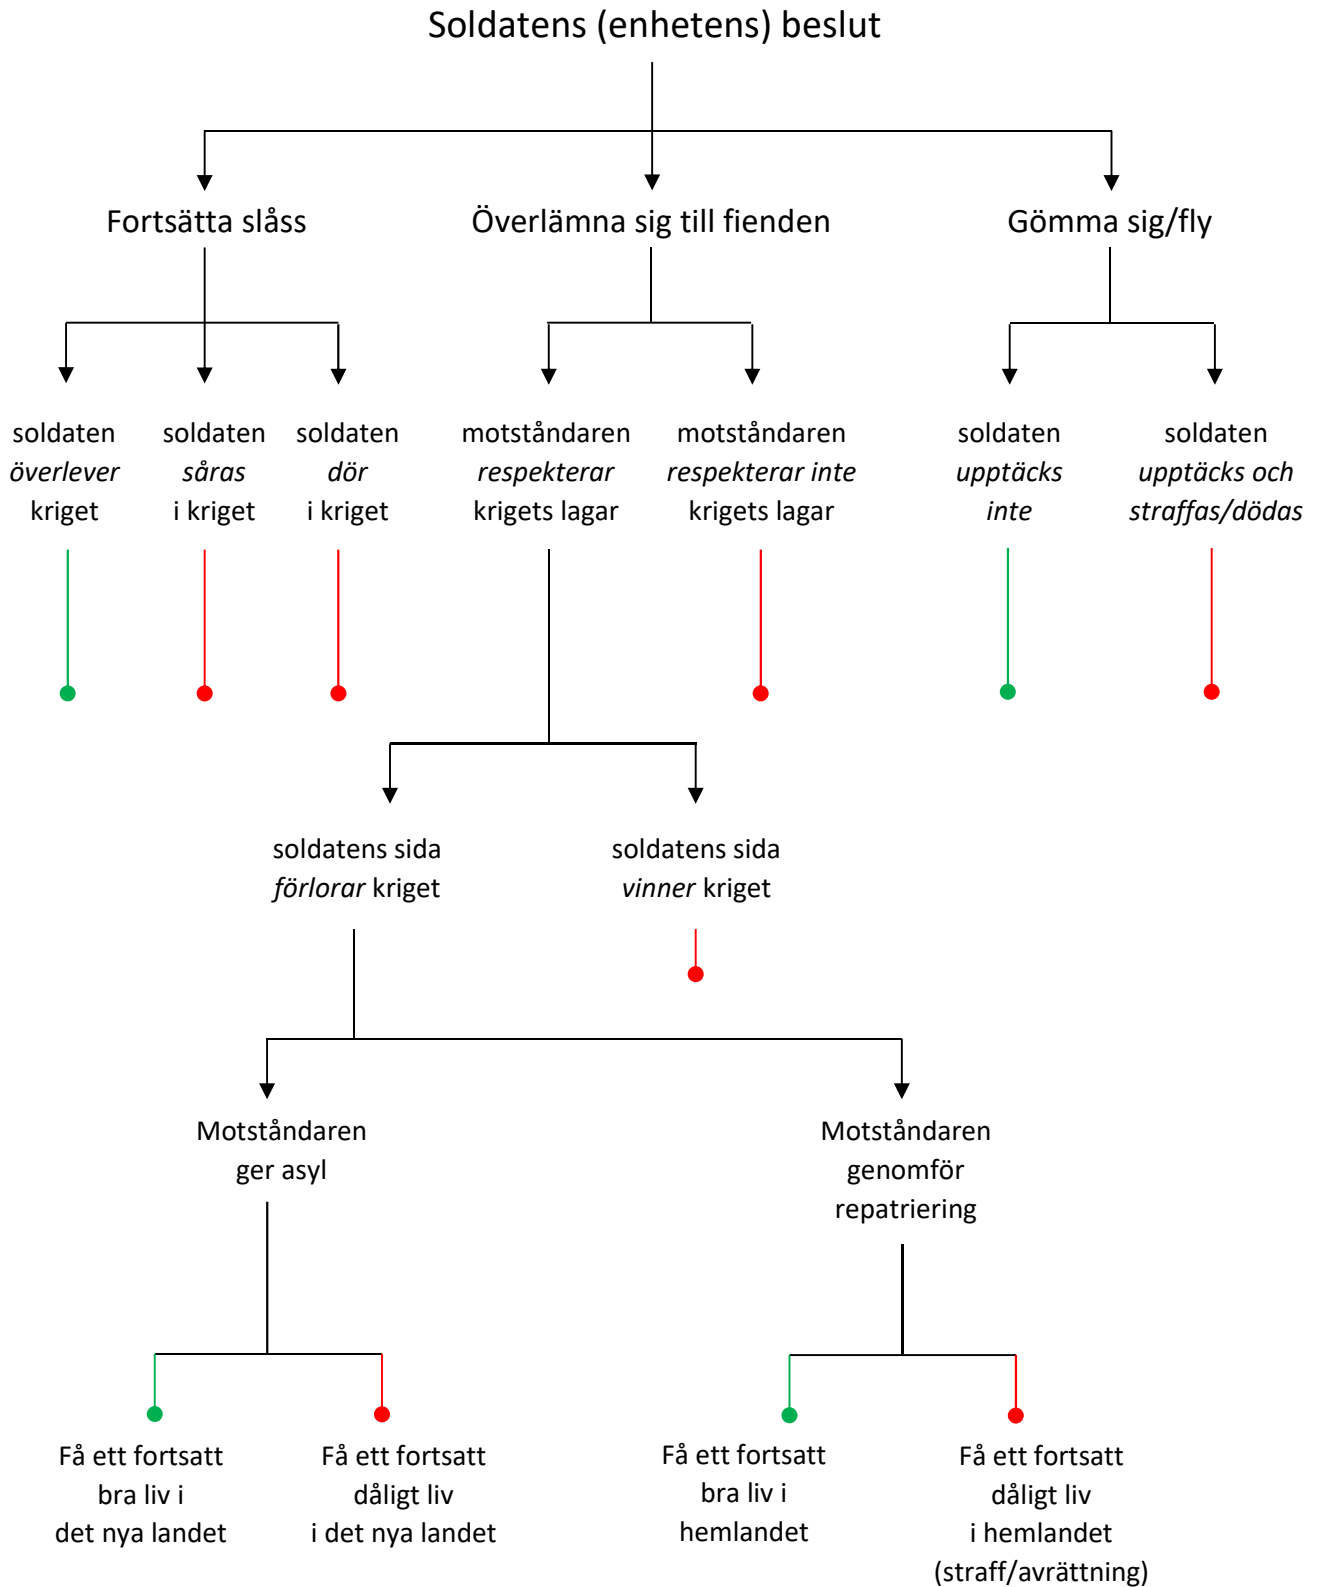 Soldatens (enhetens) beslut
Fortsätta slåss
Överlämna sig till fienden
Gömma sig/fly
soldaten
överlever
kriget
soldaten
såras
i kriget
soldaten
dör
i kriget
motståndaren
respekterar
krigets lagar
motståndaren
respekterar inte
krigets lagar
soldaten
upptäcks
inte
soldaten
upptäcks och
straffas/dödas
soldatens sida
förlorar kriget
soldatens sida
vinner kriget
Motståndaren
ger asyl
Motståndaren
genomför
repatriering
Få ett fortsatt
bra liv i
det nya landet
Få ett fortsatt
dåligt liv
i det nya landet
Få ett fortsatt
bra liv i
hemlandet
Få ett fortsatt
dåligt liv
i hemlandet
(straff/avrättning)